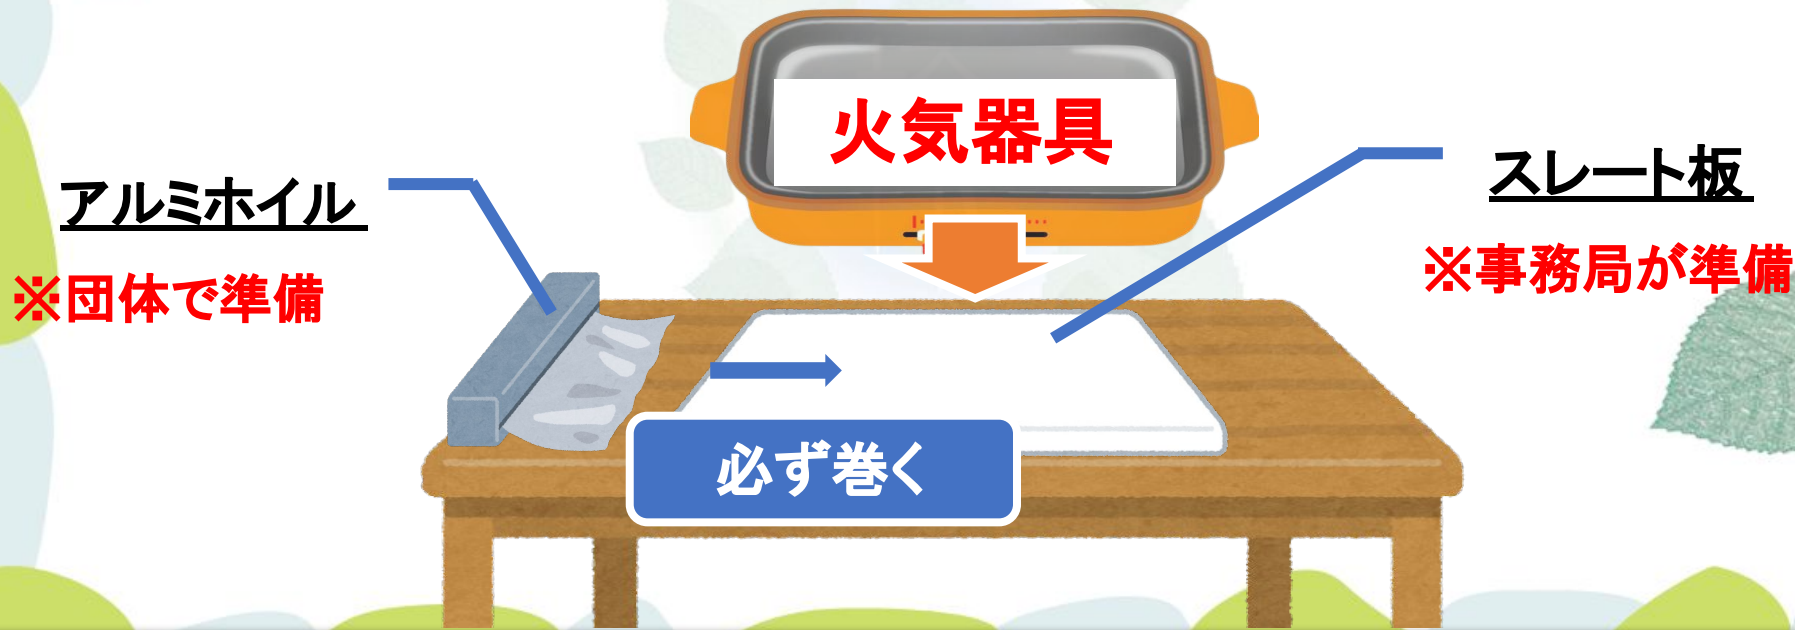 火気器具
アルミホイル
※団体で準備
スレート板
※事務局が準備
必ず巻く